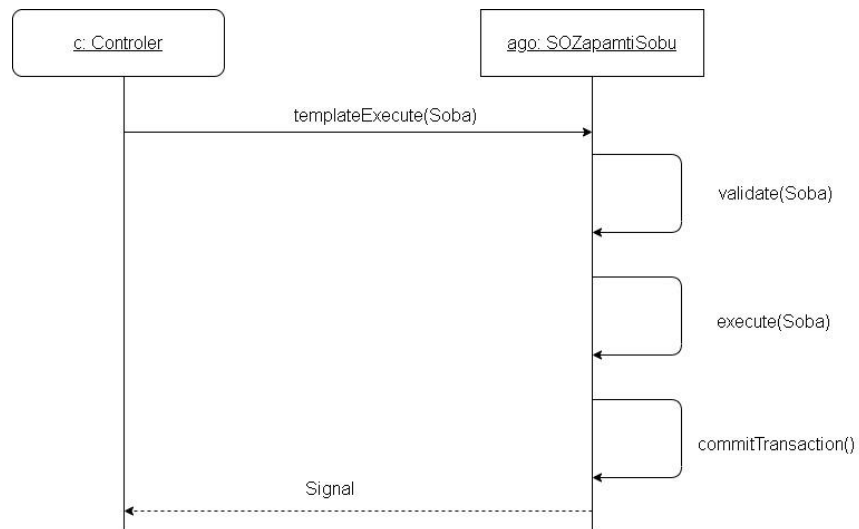 c: Controler
ago: SOZapamtiSobu
templateExecute(Soba)
validate(Soba)
execute(Soba)
commitTransaction()
Signal